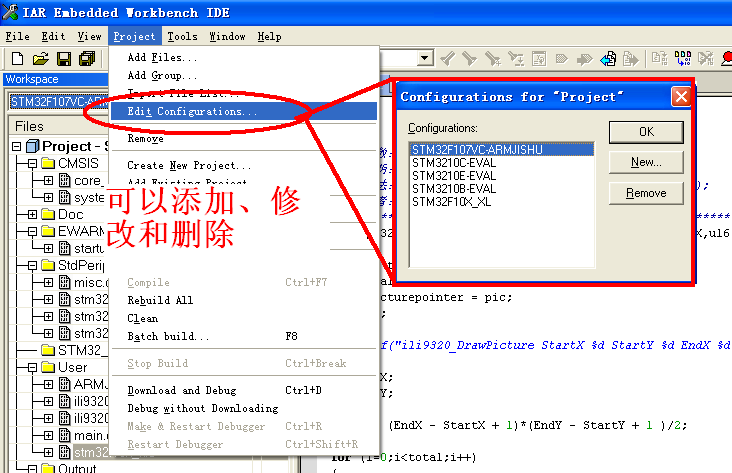 IAR Embedded Workbench IDE
File Edit View Project Tools Window Help
Add Files...
Add Group...
Import File List...
Edit Configurations...
Remove
Create New Project...
Add Existing Project
可以添加、修
改和删除
Compile Ctrl+F7
Rebuild All
Clean
Batch build... F8
Stop Build Ctrl+Break
Download and Debug Ctrl+D
Debug without Downloading
Make & Restart Debugger Ctrl+R
Restart Debugger Ctrl+Shift+R
Workspace
STM32F107VC-ARM
Files
Project - S
CMSIS
core_
syste
Doc
EWARM
startu
StdPerip
misc.c
stm32
stm32
stm32
STM32_
User
ARMJ
ili9320
ili9320
main.c
stm32
Output
Configurations for "Project"
Configurations:
STM32F107VC-ARMJISHU
STM3210C-EVAL
STM3210E-EVAL
STM3210B-EVAL
STM32F10X_XL
OK
New...
Remove
);
X,u16
cturepointer = pic;
f("ili9320_DrawPicture StartX %d StartY %d EndX %d
X;
Y;
(EndX - StartX + 1)*(EndY - StartY + 1 )/2;
for (i=0;i<total;i++)